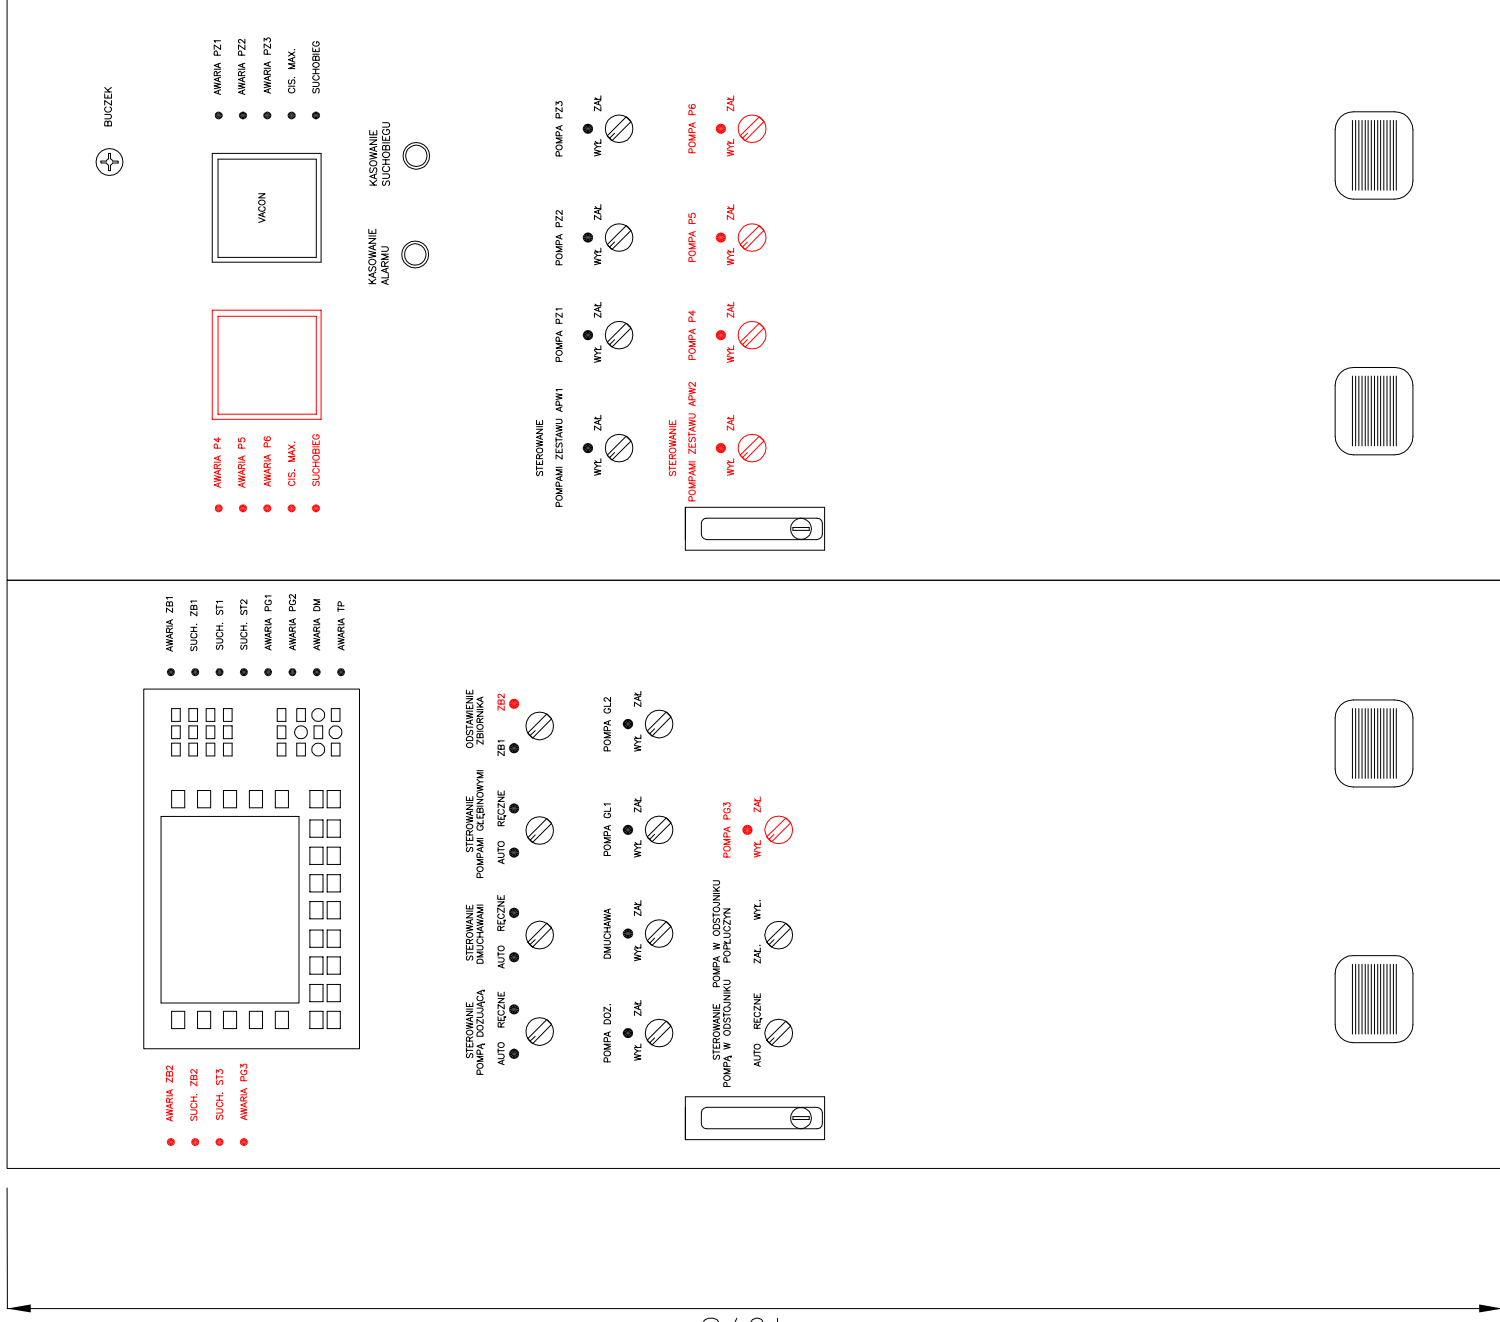 AWARIA ZB2
SUCH. ZB2
SUCH. ST3
AWARIA PG3
AWARIA ZB1
SUCH. ZB1
SUCH. ST1
SUCH. ST2
AWARIA PG1
AWARIA PG2
AWARIA DM
AWARIA TP
STEROWANIE
POMPĄ DOZUJĄCĄ
AUTO RĘCZNE
STEROWANIE
DMUCHAWAMI
AUTO RĘCZNE
STEROWANIE
POMPAMI GŁĘBINOWYMI
AUTO RĘCZNE
ODSTAWIENIE
ZBIORNIKA
ZB1 ZB2
POMPA DOZ.
WYŁ ZAŁ
DMUCHAWA
WYŁ ZAŁ
POMPA GL1
WYŁ ZAŁ
POMPA GL2
WYŁ ZAŁ
STEROWANIE
POMPĄ W ODSTOJNIKU
AUTO RĘCZNE
POMPA W ODSTOJNIKU
POPŁUCZYN
ZAŁ. WYŁ.
POMPA PG3
WYŁ ZAŁ
BUCZEK
AWARIA P4
AWARIA P5
AWARIA P6
CIS. MAX.
SUCHOBIEG
VACON
AWARIA PZ1
AWARIA PZ2
AWARIA PZ3
CIS. MAX.
SUCHOBIEG
KASOWANIE
ALARMU
KASOWANIE
SUCHOBIEGU
STEROWANIE
POMPAMI ZESTAWU APW1
WYŁ ZAŁ
POMPA PZ1
WYŁ ZAŁ
POMPA PZ2
WYŁ ZAŁ
POMPA PZ3
WYŁ ZAŁ
STEROWANIE
POMPAMI ZESTAWU APW2
WYŁ ZAŁ
POMPA P4
WYŁ ZAŁ
POMPA P5
WYŁ ZAŁ
POMPA P6
WYŁ ZAŁ